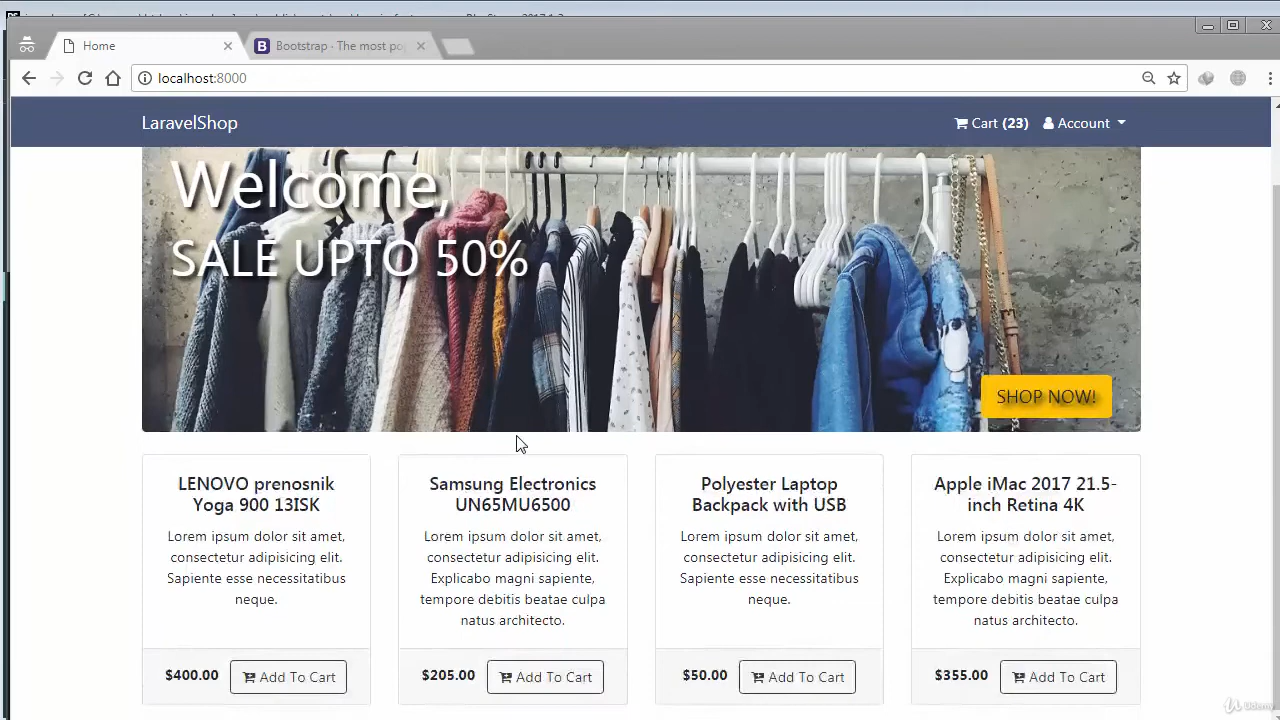 Home
Bootstrap · The most po
localhost:8000
LaravelShop
Cart (23)
Account
Welcome,
SALE UPTO 50%
SHOP NOW!
LENOVO prenosnik
Yoga 900 13ISK
Lorem ipsum dolor sit amet,
consectetur adipisicing elit.
Sapiente esse necessitatibus
neque.
$400.00
Add To Cart
Samsung Electronics
UN65MU6500
Lorem ipsum dolor sit amet,
consectetur adipisicing elit.
Explicabo magni sapiente,
tempore debitis beatae culpa
natus architecto.
$205.00
Add To Cart
Polyester Laptop
Backpack with USB
Lorem ipsum dolor sit amet,
consectetur adipisicing elit.
Sapiente esse necessitatibus
neque.
$50.00
Add To Cart
Apple iMac 2017 21.5-
inch Retina 4K
Lorem ipsum dolor sit amet,
consectetur adipisicing elit.
Explicabo magni sapiente,
tempore debitis beatae culpa
natus architecto.
$355.00
Add To Cart
Udemy